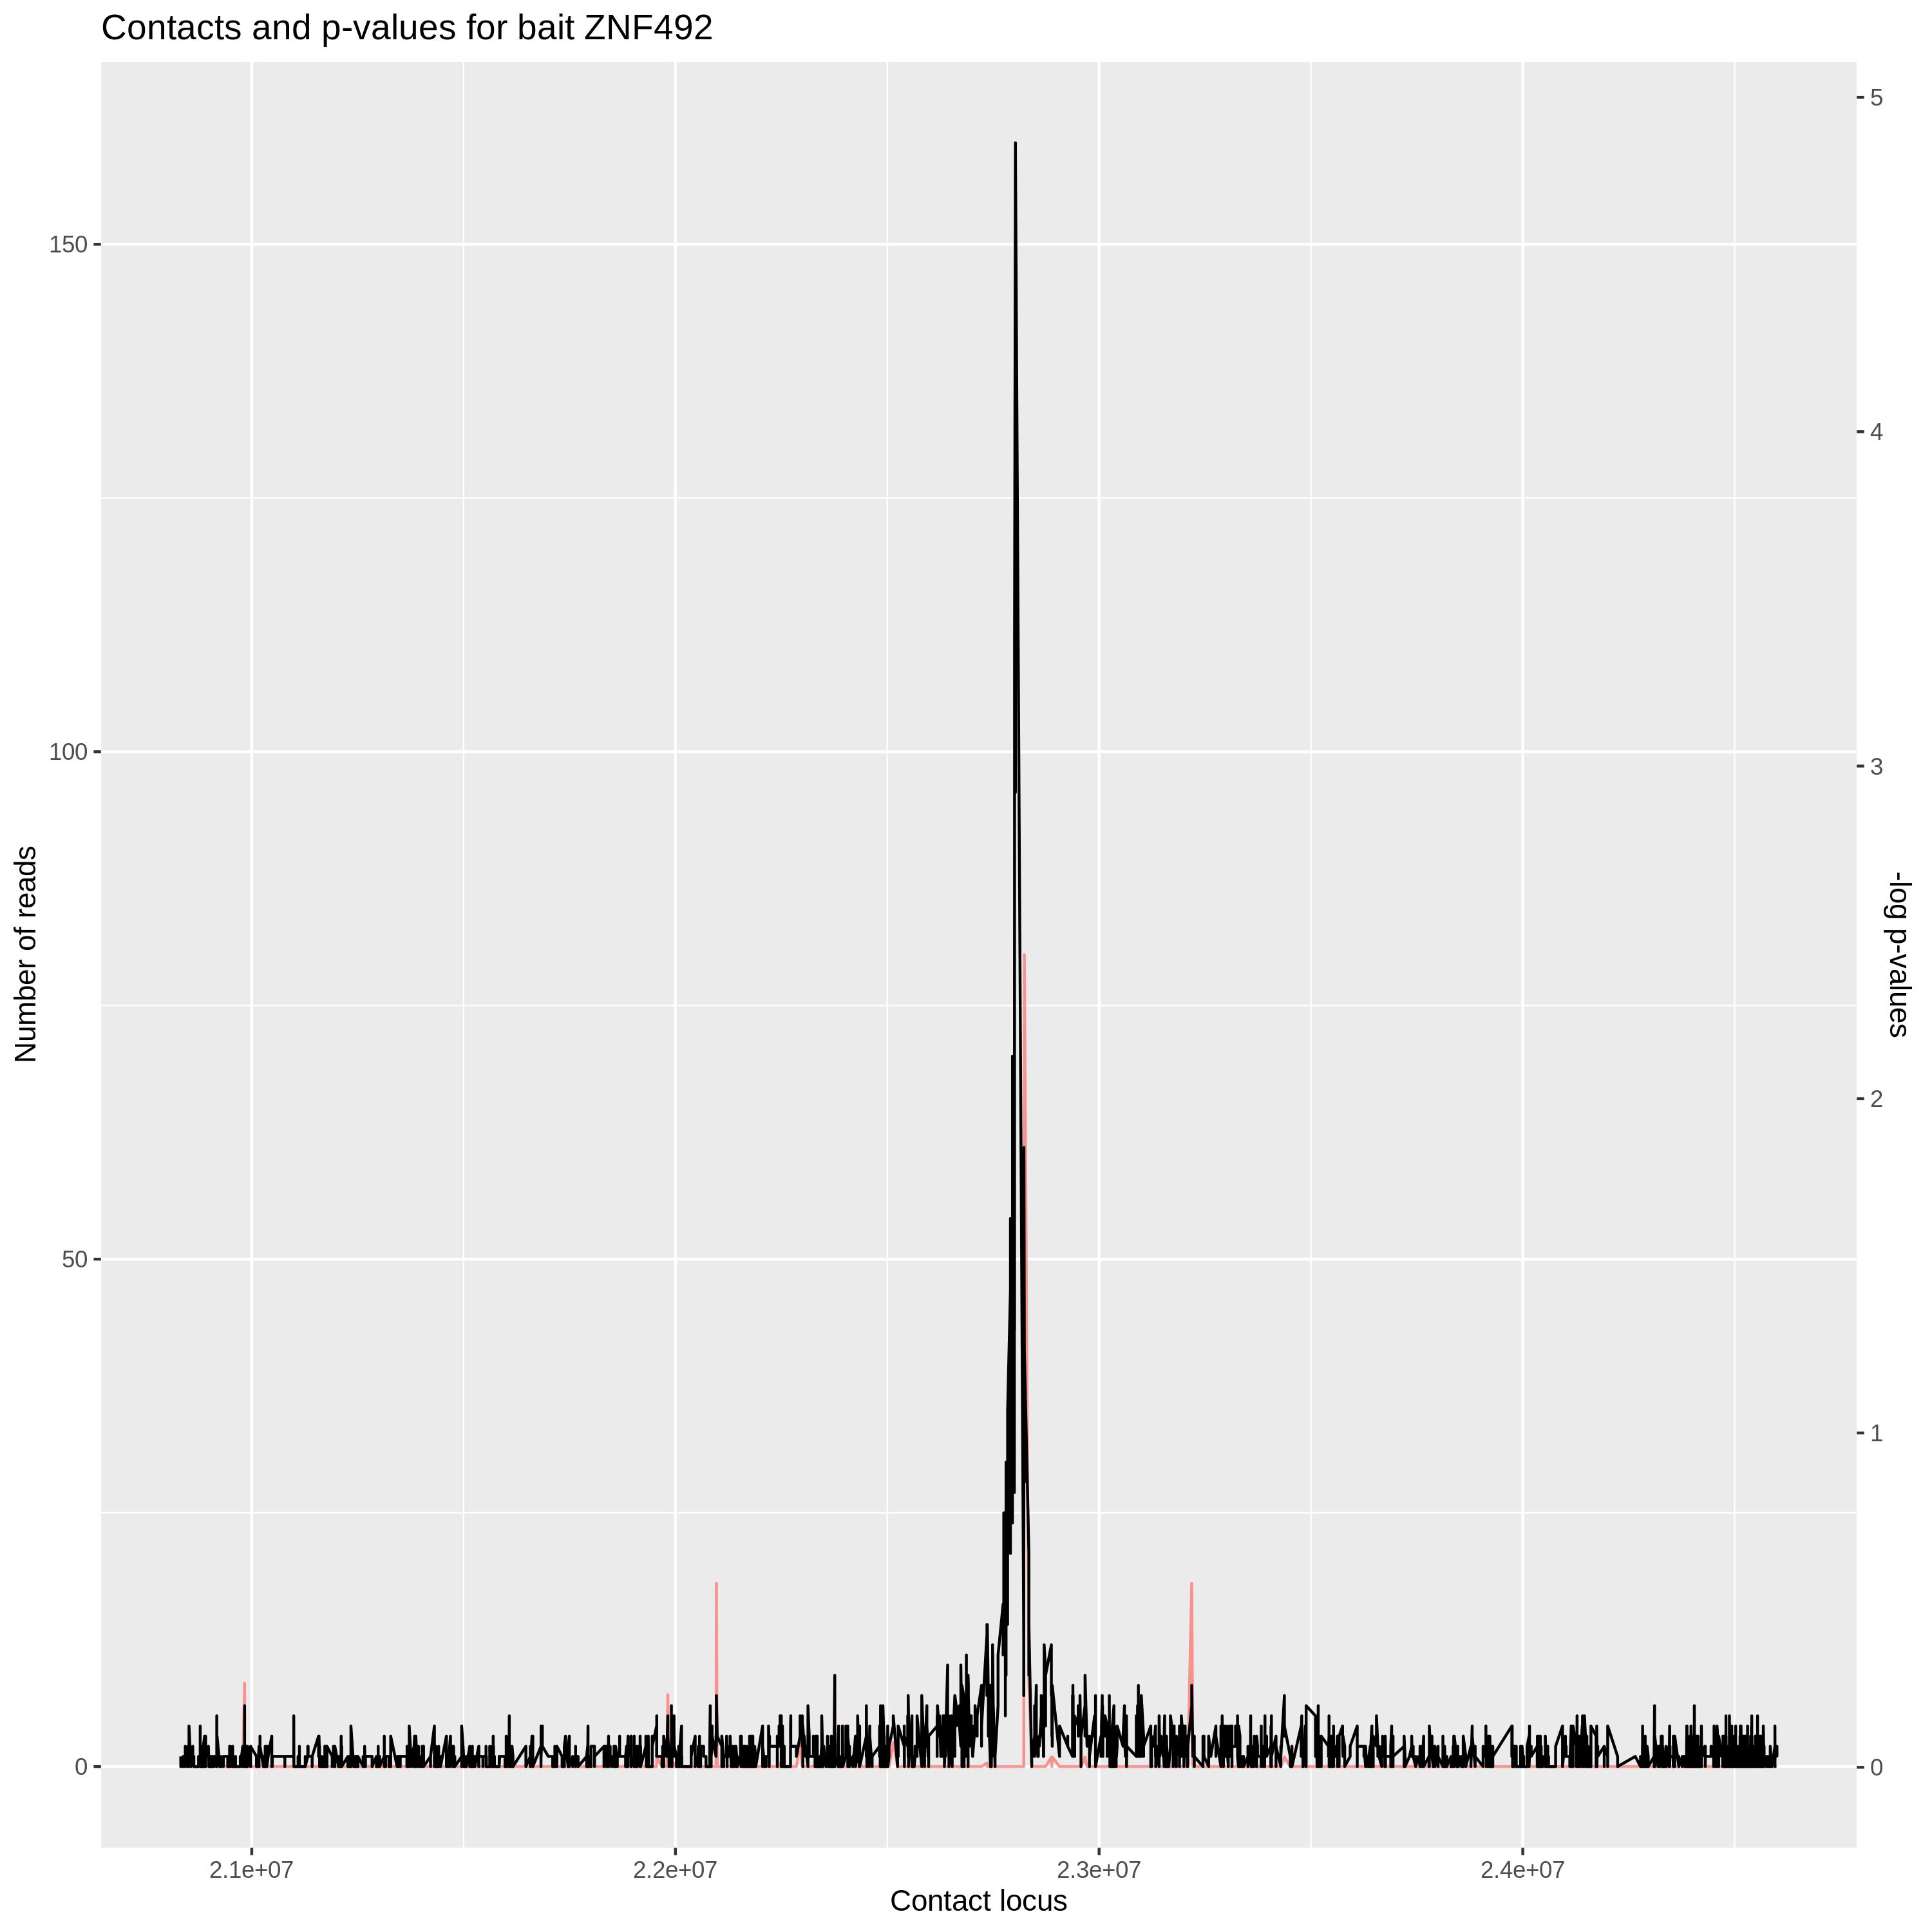 Contacts and p-values for bait ZNF492
150
100
50
0
Number of reads
5
4
3
2
1
0
-log p-values
2.1e+07
2.2e+07
2.3e+07
2.4e+07
Contact locus